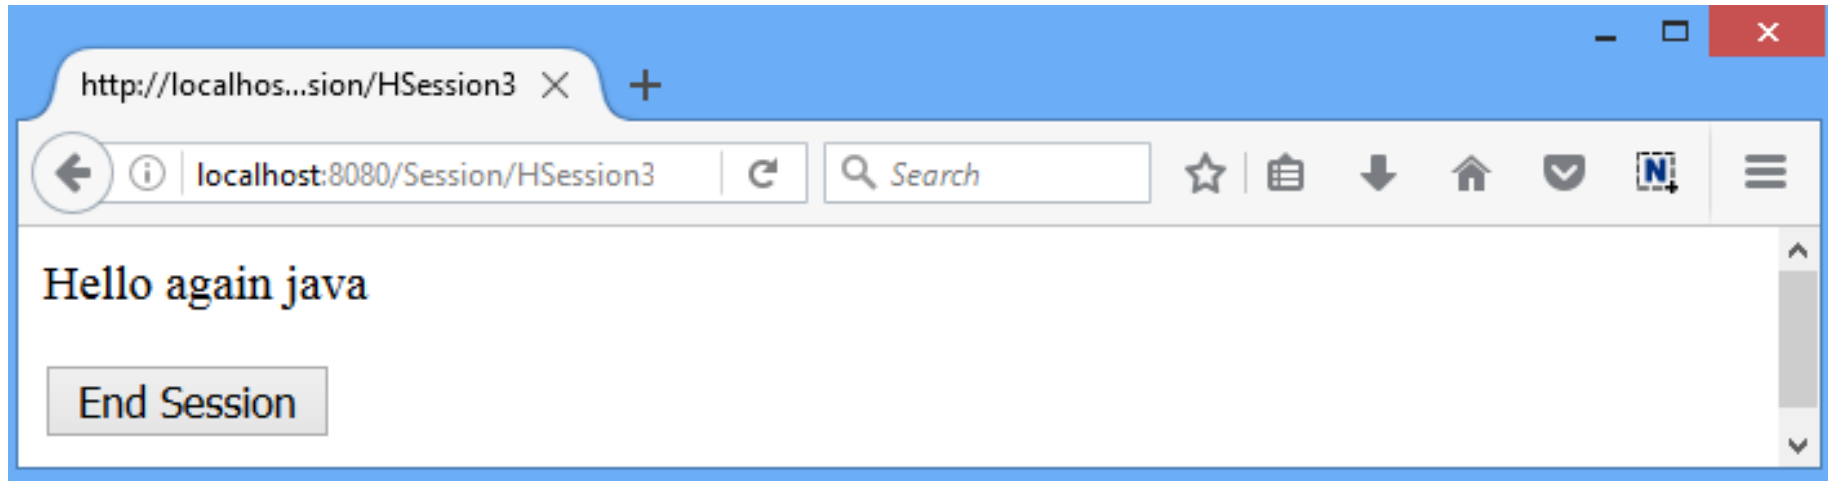 http://localhos...sion/HSession3
localhost:8080/Session/HSession3
Search
N
Hello again java
End Session